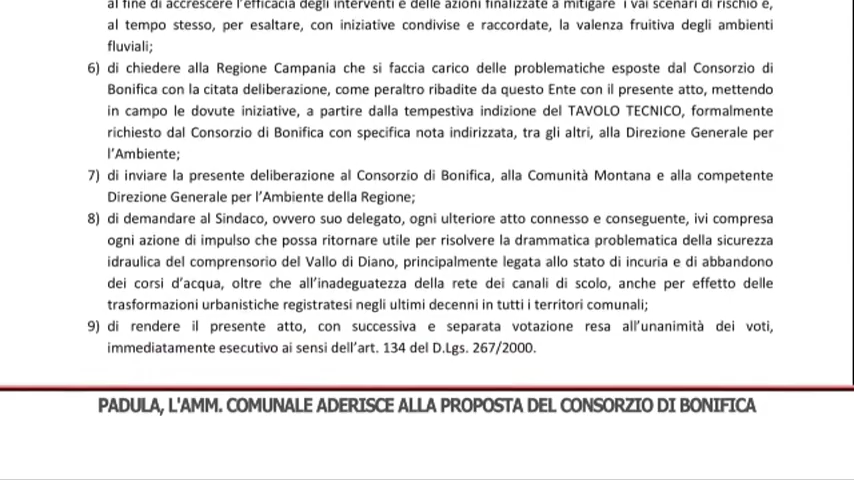 al fine di accrescere l'efficacia degli interventi e delle azioni finalizzate a mitigare i vai scenari di rischio e,
al tempo stesso, per esaltare, con iniziative condivise e raccordate, la valenza fruitiva degli ambienti
fluviali;
6) di chiedere alla Regione Campania che si faccia carico delle problematiche esposte dal Consorzio di
Bonifica con la citata deliberazione, come peraltro ribadite da questo Ente con il presente atto, mettendo
in campo le dovute iniziative, a partire dalla tempestiva indizione del TAVOLO TECNICO, formalmente
richiesto dal Consorzio di Bonifica con specifica nota indirizzata, tra gli altri, alla Direzione Generale per
l'Ambiente;
7) di inviare la presente deliberazione al Consorzio di Bonifica, alla Comunità Montana e alla competente
Direzione Generale per l'Ambiente della Regione;
8) di demandare al Sindaco, ovvero suo delegato, ogni ulteriore atto connesso e conseguente, ivi compresa
ogni azione di impulso che possa ritornare utile per risolvere la drammatica problematica della sicurezza
idraulica del comprensorio del Vallo di Diano, principalmente legata allo stato di incuria e di abbandono
dei corsi d'acqua, oltre che all'inadeguatezza della rete dei canali di scolo, anche per effetto delle
trasformazioni urbanistiche registratesi negli ultimi decenni in tutti i territori comunali;
9) di rendere il presente atto, con successiva e separata votazione resa all'unanimità dei voti,
immediatamente esecutivo ai sensi dell'art. 134 del D.Lgs. 267/2000.
PADULA, L'AMM. COMUNALE ADERISCE ALLA PROPOSTA DEL CONSORZIO DI BONIFICA